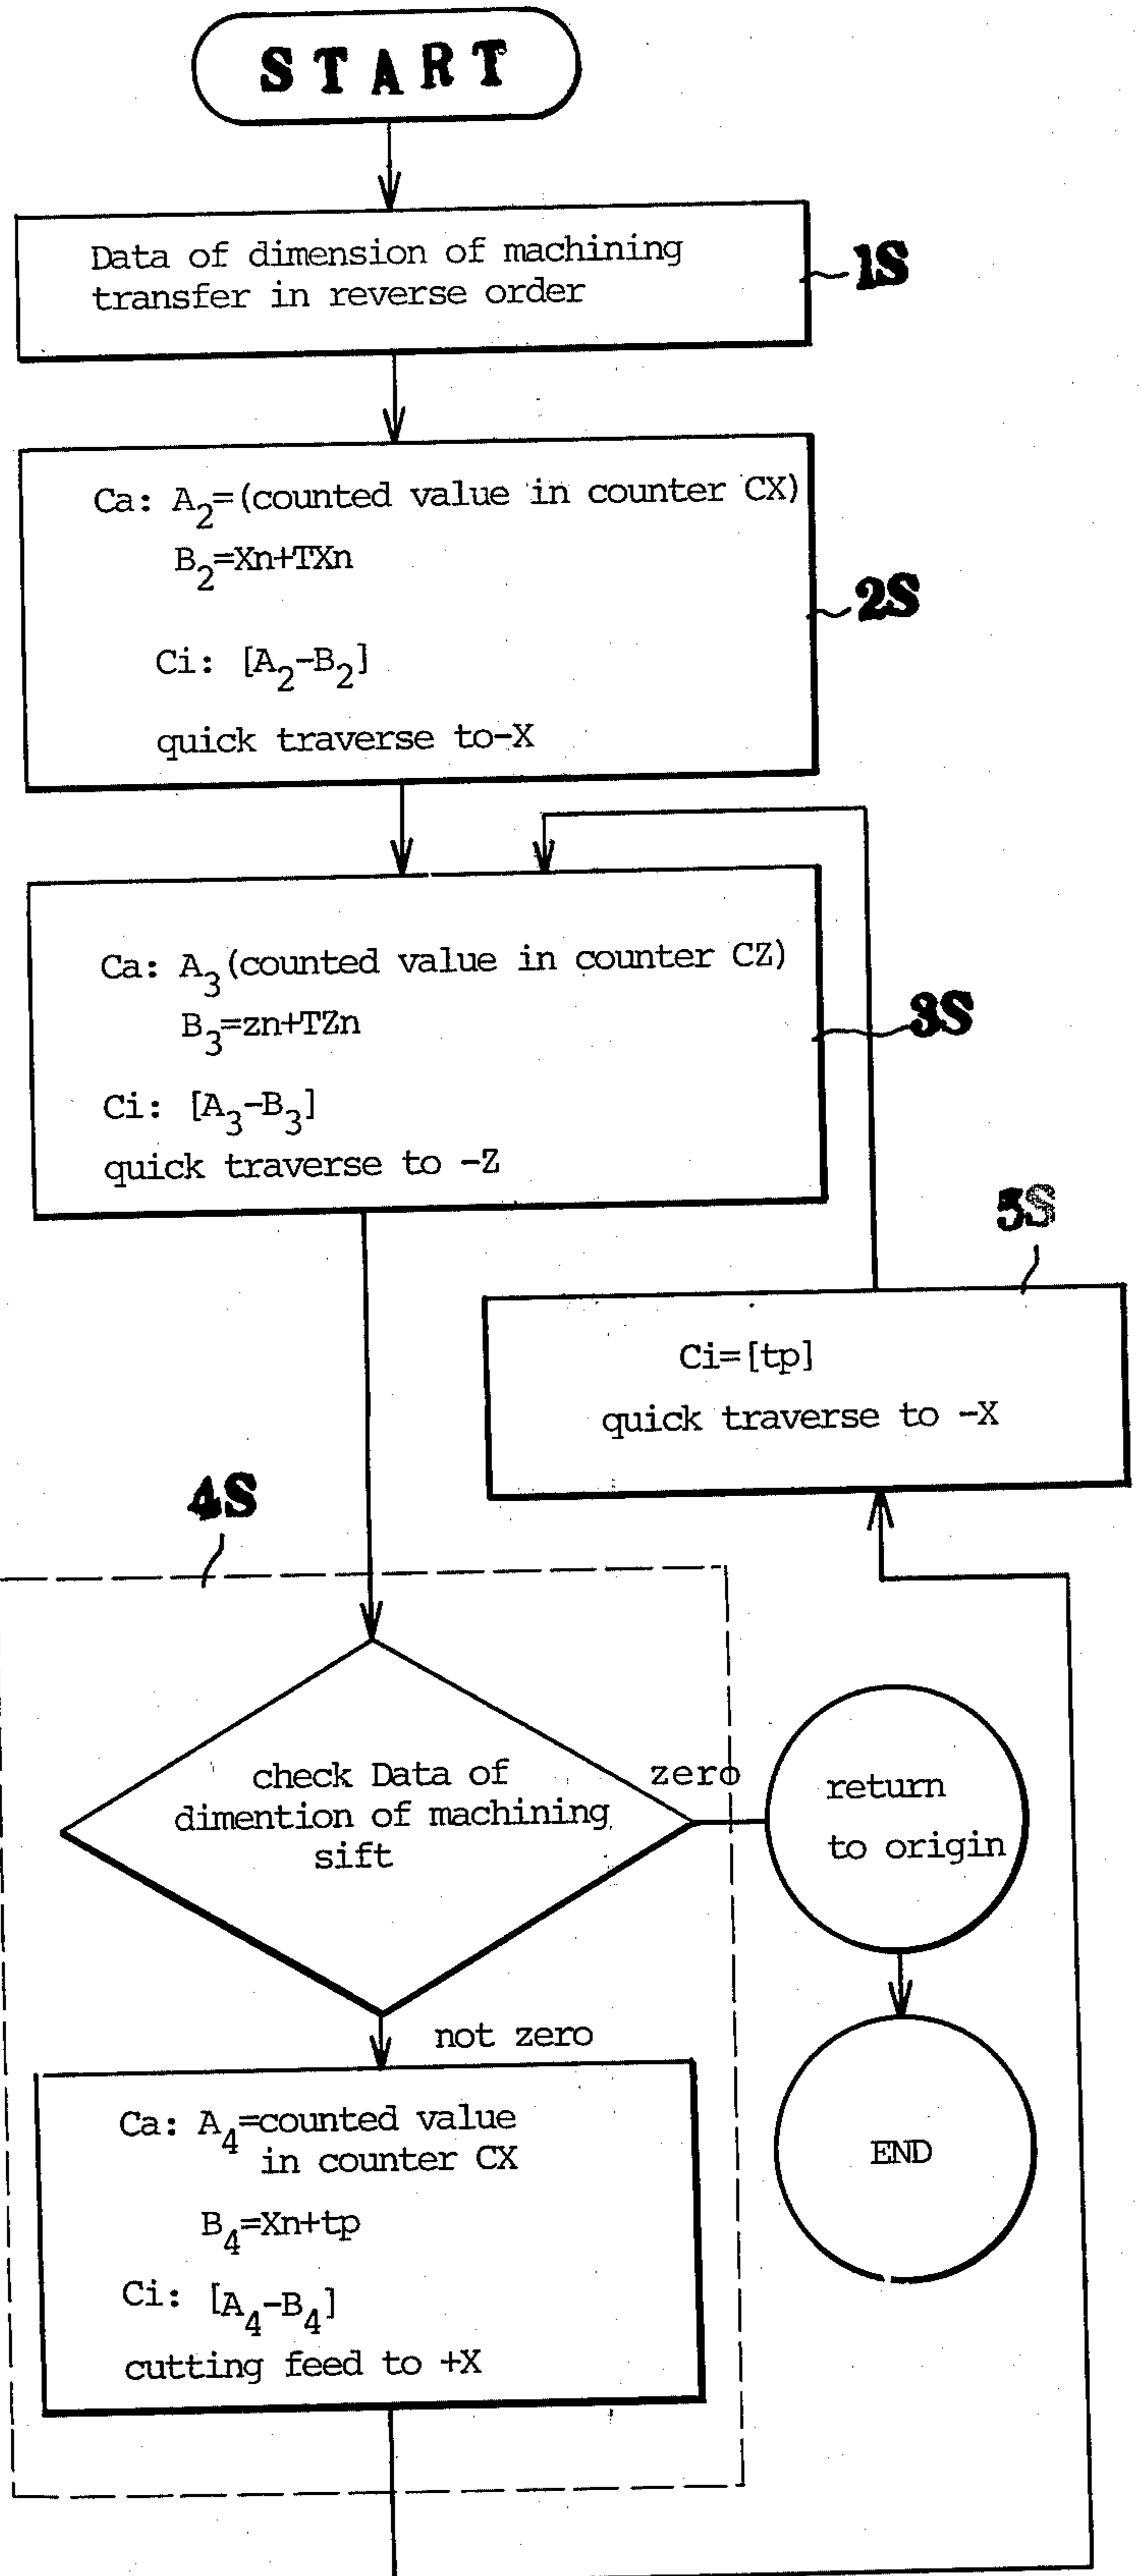 START
Data of dimension of machining
transfer in reverse order
1S
Ca: A2=(counted value in counter CX)
B2=Xn+TXn
Ci: [A2-B2]
quick traverse to-X
2S
Ca: A3(counted value in counter CZ)
B3=zn+TZn
Ci: [A3-B3]
quick traverse to -Z
3S
5S
Ci=[tp]
quick traverse to -X
4S
check Data of
dimention of machining
sift
zero
return
to origin
not zero
Ca: A4=counted value
in counter CX
B4=Xn+tp
Ci: [A4-B4]
cutting feed to +X
END